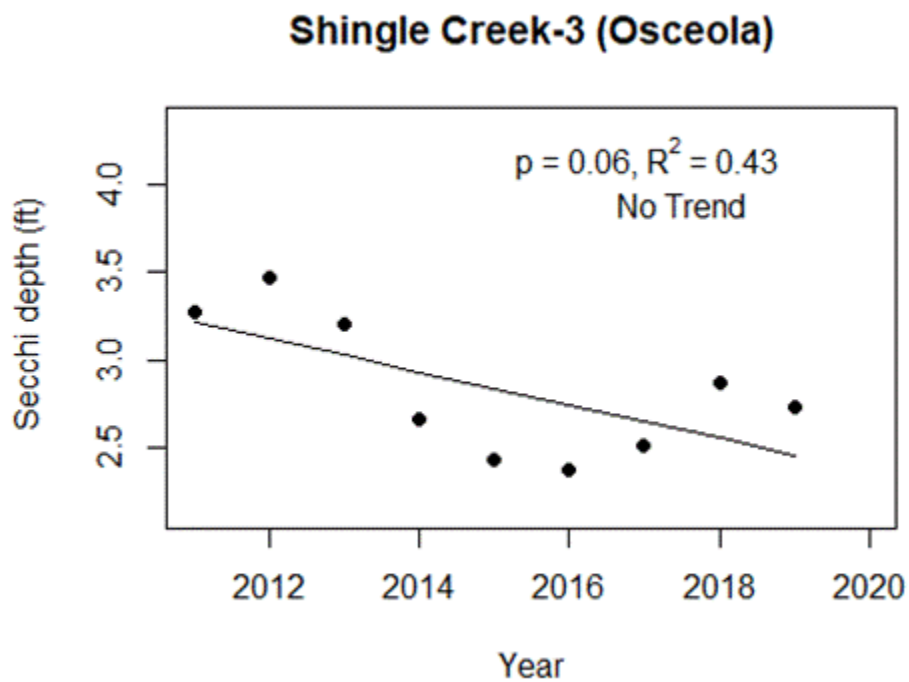 Shingle Creek-3 (Osceola)
p = 0.06, R² = 0.43
No Trend
Secchi depth (ft)
4.0
3.5
3.0
2.5
2012 2014 2016 2018 2020
Year